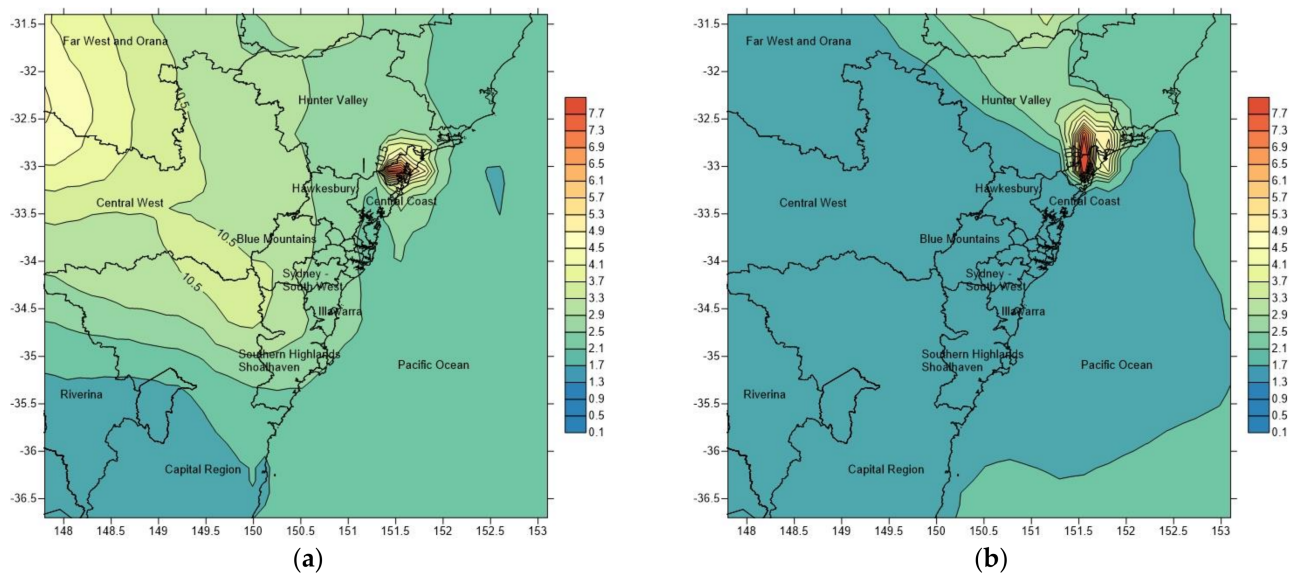 -31.5
-32
-32.5
-33
-33.5
-34
-34.5
-35
-35.5
-36
-36.5
148 148.5 149 149.5 150 150.5 151 151.5 152 152.5 153
Far West and Orana
Hunter Valley
Hawkesbury
Central West
Central Coast
Blue Mountains
Sydney -
South West
Illawarra
Southern Highlands
Shoalhaven
Pacific Ocean
Riverina
Capital Region
10.5
10.5
10.5
7.7
7.3
6.9
6.5
6.1
5.7
5.3
4.9
4.5
4.1
3.7
3.3
2.9
2.5
2.1
1.7
1.3
0.9
0.5
0.1
(a)
-31.5
-32
-32.5
-33
-33.5
-34
-34.5
-35
-35.5
-36
-36.5
148 148.5 149 149.5 150 150.5 151 151.5 152 152.5 153
Far West and Orana
Hunter Valley
Hawkesbury
Central West
Central Coast
Blue Mountains
Sydney -
South West
Illawarra
Southern Highlands
Shoalhaven
Pacific Ocean
Riverina
Capital Region
7.7
7.3
6.9
6.5
6.1
5.7
5.3
4.9
4.5
4.1
3.7
3.3
2.9
2.5
2.1
1.7
1.3
0.9
0.5
0.1
(b)